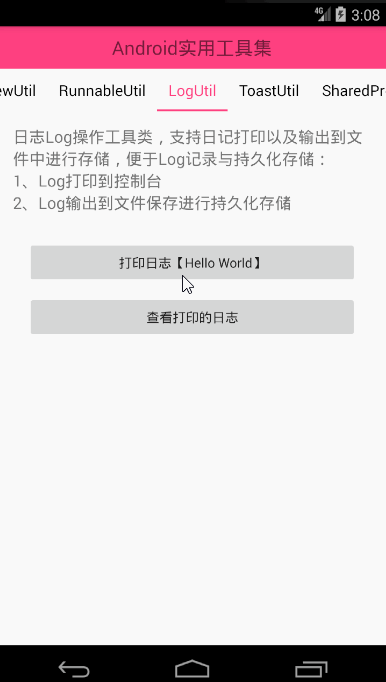 4G 3:08
Android实用工具集
ewUtil RunnableUtil LogUtil ToastUtil SharedPr
日志Log操作工具类，支持日记打印以及输出到文
件中进行存储，便于Log记录与持久化存储：
1、Log打印到控制台
2、Log输出到文件保存进行持久化存储
打印日志【Hello World】
查看打印的日志